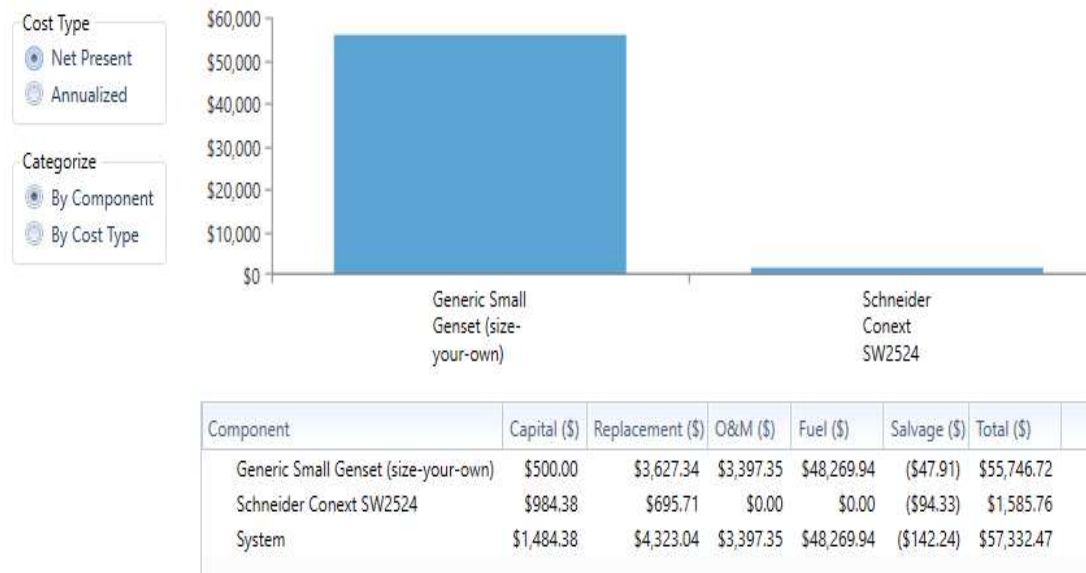 Cost Type
Net Present
Annualized
Categorize
By Component
By Cost Type
$60,000
$50,000
$40,000
$30,000
$20,000
$10,000
$0
Generic Small
Genset (size-
your-own)
Schneider
Conext
SW2524
Component Capital ($) Replacement ($) O&M ($) Fuel ($) Salvage ($) Total ($)
Generic Small Genset (size-your-own) $500.00 $3,627.34 $3,397.35 $48,269.94 ($47.91) $55,746.72
Schneider Conext SW2524 $984.38 $695.71 $0.00 $0.00 ($94.33) $1,585.76
System $1,484.38 $4,323.04 $3,397.35 $48,269.94 ($142.24) $57,332.47